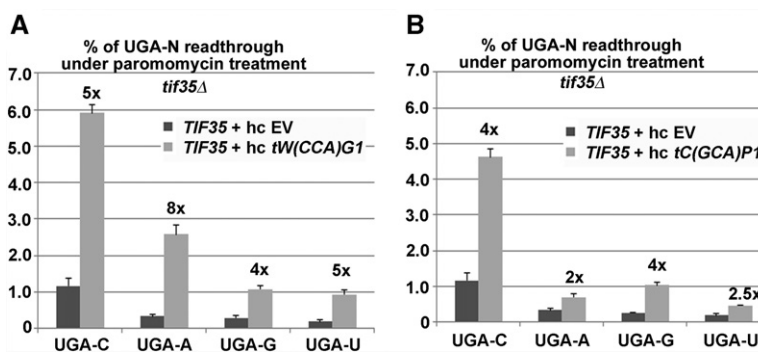 A
% of UGA-N readthrough
under paromomycin treatment
tif35Δ
7.0
6.0
5.0
4.0
3.0
2.0
1.0
0
5x
TIF35 + hc EV
TIF35 + hc tW(CCA)G1
8x
4x
5x
UGA-C UGA-A UGA-G UGA-U
B
% of UGA-N readthrough
under paromomycin treatment
tif35Δ
7.0
6.0
5.0
4.0
3.0
2.0
1.0
0.0
4x
TIF35 + hc EV
TIF35 + hc tC(GCA)P1
2x
4x
2.5x
UGA-C UGA-A UGA-G UGA-U